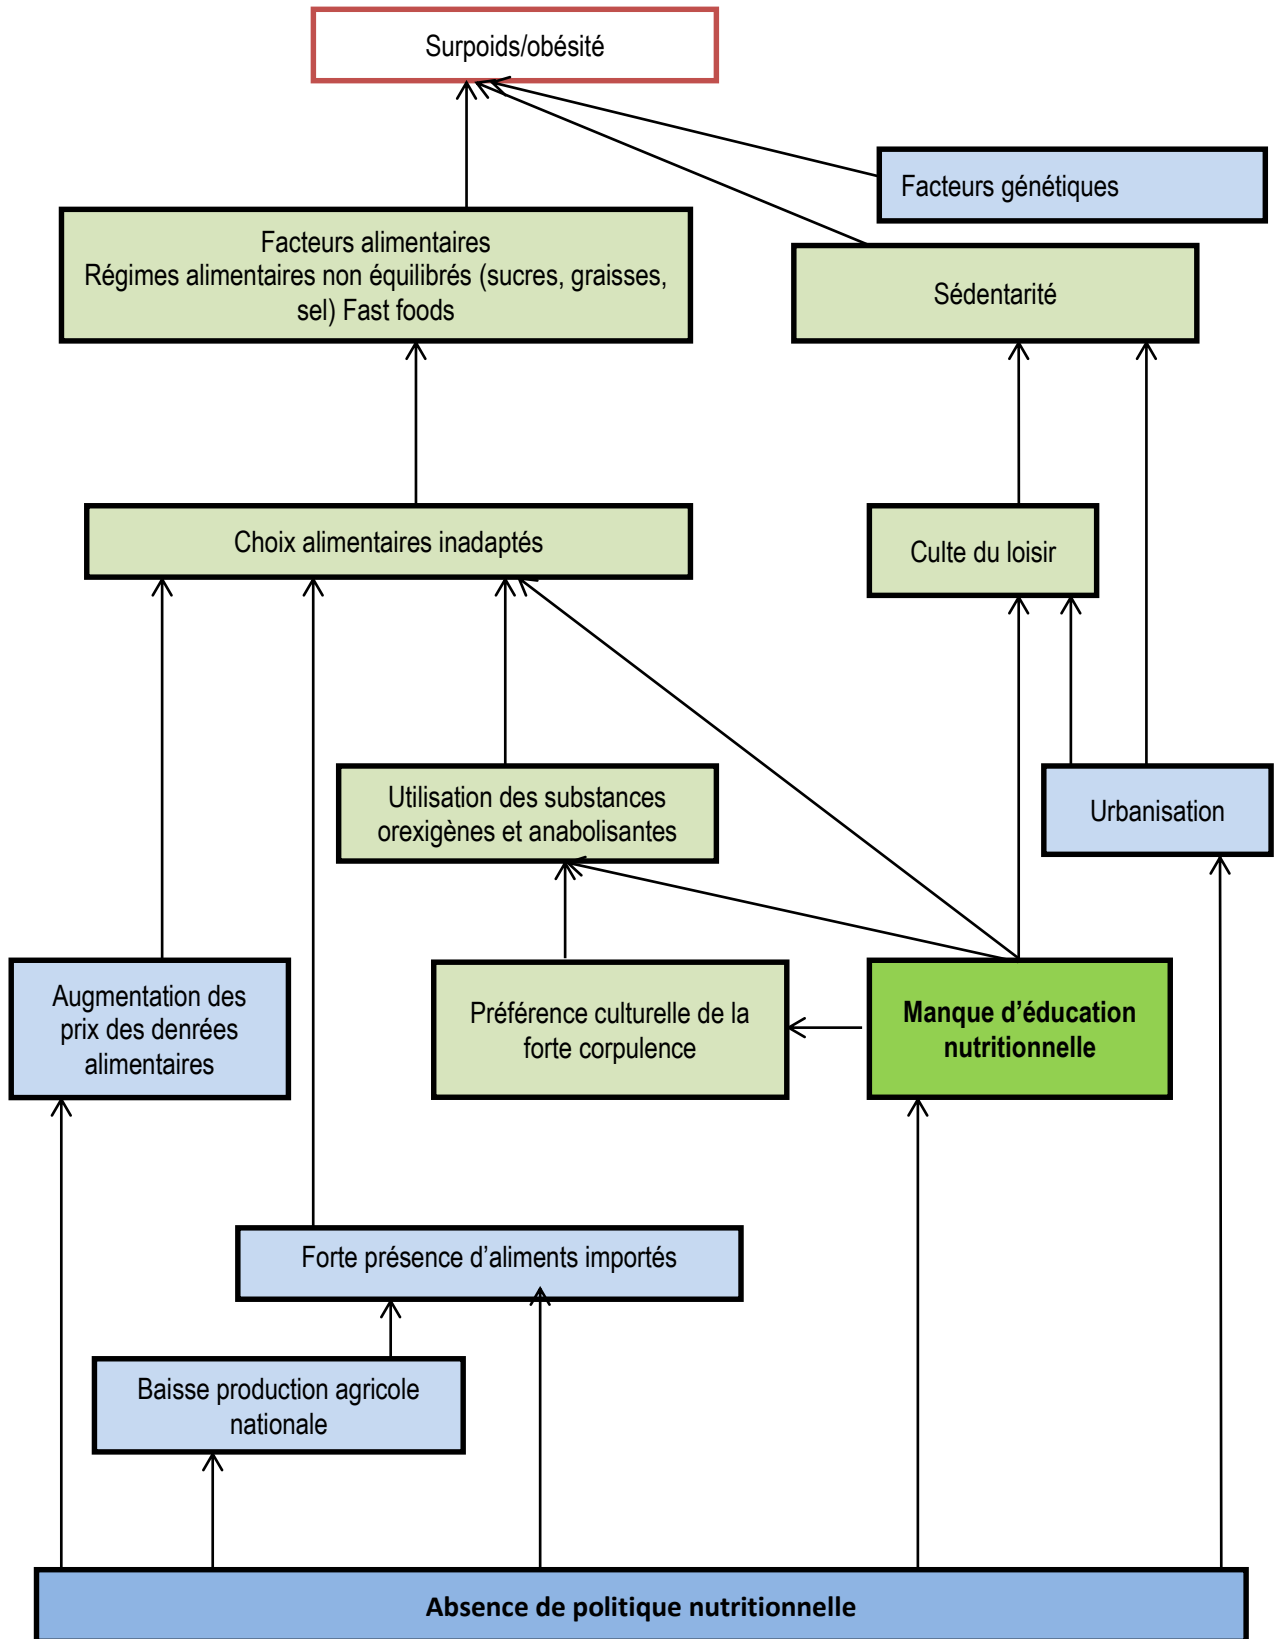 Surpoids/obésité
Facteurs génétiques
Facteurs alimentaires
Régimes alimentaires non équilibrés (sucres, graisses,
sel) Fast foods
Sédentarité
Choix alimentaires inadaptés
Culte du loisir
Utilisation des substances
orexigènes et anabolisantes
Urbanisation
Augmentation des
prix des denrées
alimentaires
Préférence culturelle de la
forte corpulence
Manque d’éducation
nutritionnelle
Forte présence d’aliments importés
Baisse production agricole
nationale
Absence de politique nutritionnelle